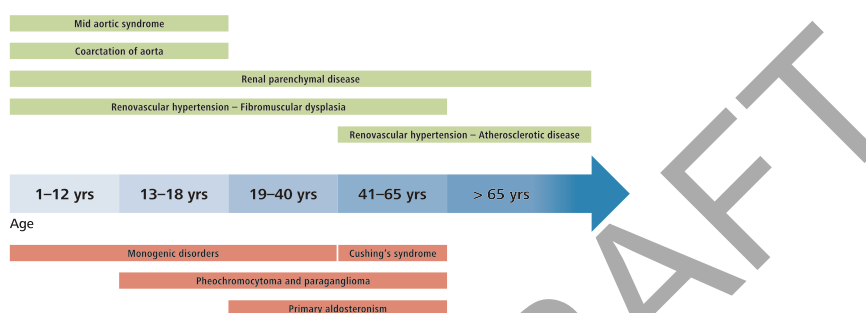 Mid aortic syndrome
Coarctation of aorta
Renal parenchymal disease
Renovascular hypertension – Fibromuscular dysplasia
Renovascular hypertension – Atherosclerotic disease
1–12 yrs 13–18 yrs 19–40 yrs 41–65 yrs > 65 yrs
Age
Monogenic disorders Cushing's syndrome
Pheochromocytoma and paraganglioma
Primary aldosteronism
RAFT